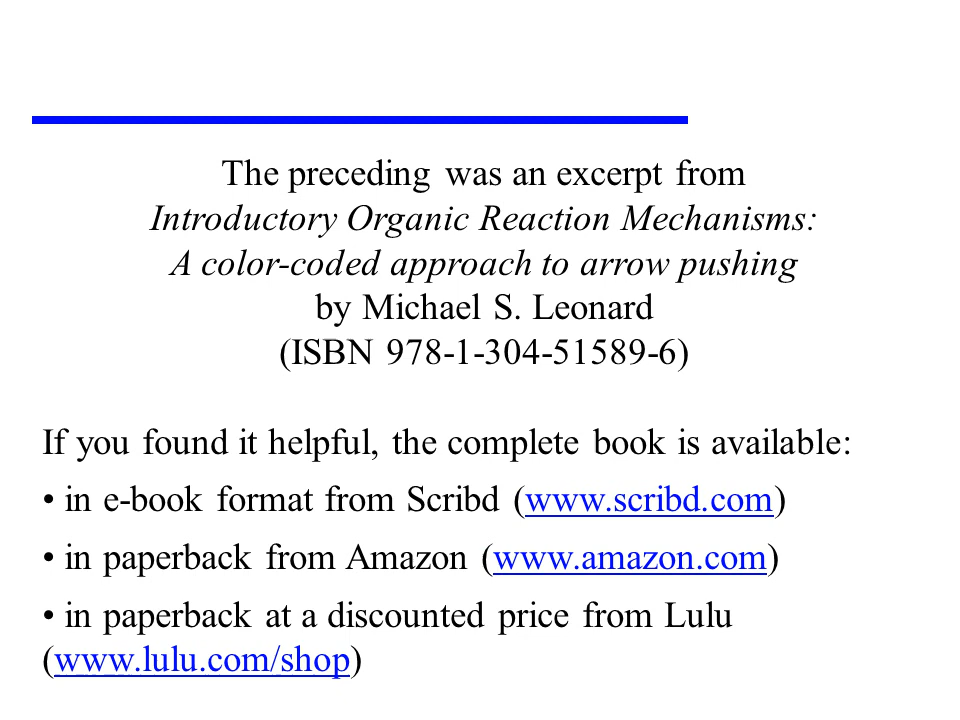 The preceding was an excerpt from
Introductory Organic Reaction Mechanisms:
A color-coded approach to arrow pushing
by Michael S. Leonard
(ISBN 978-1-304-51589-6)
If you found it helpful, the complete book is available:
• in e-book format from Scribd (www.scribd.com)
• in paperback from Amazon (www.amazon.com)
• in paperback at a discounted price from Lulu
(www.lulu.com/shop)